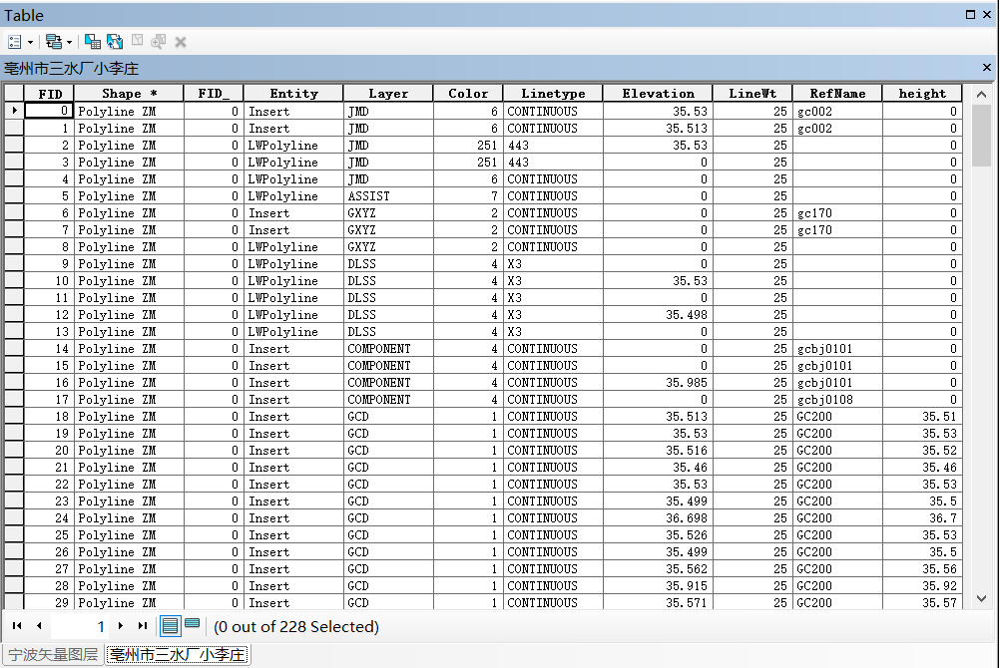 Table
亳州市三水厂小李庄
FID Shape * FID_ Entity Layer Color Linetype Elevation LineWt RefName height
0 Polyline ZM 0 Insert JMD 6 CONTINUOUS 35.53 25 gc002 0
1 Polyline ZM 0 Insert JMD 6 CONTINUOUS 35.513 25 gc002 0
2 Polyline ZM 0 LWPolyline JMD 251 443 35.53 25 0
3 Polyline ZM 0 LWPolyline JMD 251 443 0 25 0
4 Polyline ZM 0 LWPolyline JMD 6 CONTINUOUS 0 25 0
5 Polyline ZM 0 LWPolyline ASSIST 7 CONTINUOUS 0 25 0
6 Polyline ZM 0 Insert GXYZ 2 CONTINUOUS 0 25 gc170 0
7 Polyline ZM 0 Insert GXYZ 2 CONTINUOUS 0 25 gc170 0
8 Polyline ZM 0 LWPolyline GXYZ 2 CONTINUOUS 0 25 0
9 Polyline ZM 0 LWPolyline DLSS 4 X3 0 25 0
10 Polyline ZM 0 LWPolyline DLSS 4 X3 35.53 25 0
11 Polyline ZM 0 LWPolyline DLSS 4 X3 0 25 0
12 Polyline ZM 0 LWPolyline DLSS 4 X3 35.498 25 0
13 Polyline ZM 0 LWPolyline DLSS 4 X3 0 25 0
14 Polyline ZM 0 Insert COMPONENT 4 CONTINUOUS 0 25 gcbj0101 0
15 Polyline ZM 0 Insert COMPONENT 4 CONTINUOUS 0 25 gcbj0101 0
16 Polyline ZM 0 Insert COMPONENT 4 CONTINUOUS 35.985 25 gcbj0101 0
17 Polyline ZM 0 Insert COMPONENT 4 CONTINUOUS 0 25 gcbj0108 0
18 Polyline ZM 0 Insert GCD 1 CONTINUOUS 35.513 25 GC200 35.51
19 Polyline ZM 0 Insert GCD 1 CONTINUOUS 35.53 25 GC200 35.53
20 Polyline ZM 0 Insert GCD 1 CONTINUOUS 35.516 25 GC200 35.52
21 Polyline ZM 0 Insert GCD 1 CONTINUOUS 35.46 25 GC200 35.46
22 Polyline ZM 0 Insert GCD 1 CONTINUOUS 35.53 25 GC200 35.53
23 Polyline ZM 0 Insert GCD 1 CONTINUOUS 35.499 25 GC200 35.5
24 Polyline ZM 0 Insert GCD 1 CONTINUOUS 36.698 25 GC200 36.7
25 Polyline ZM 0 Insert GCD 1 CONTINUOUS 35.526 25 GC200 35.53
26 Polyline ZM 0 Insert GCD 1 CONTINUOUS 35.499 25 GC200 35.5
27 Polyline ZM 0 Insert GCD 1 CONTINUOUS 35.562 25 GC200 35.56
28 Polyline ZM 0 Insert GCD 1 CONTINUOUS 35.915 25 GC200 35.92
29 Polyline ZM 0 Insert GCD 1 CONTINUOUS 35.571 25 GC200 35.57
1 (0 out of 228 Selected)
宁波矢量图层 亳州市三水厂小李庄